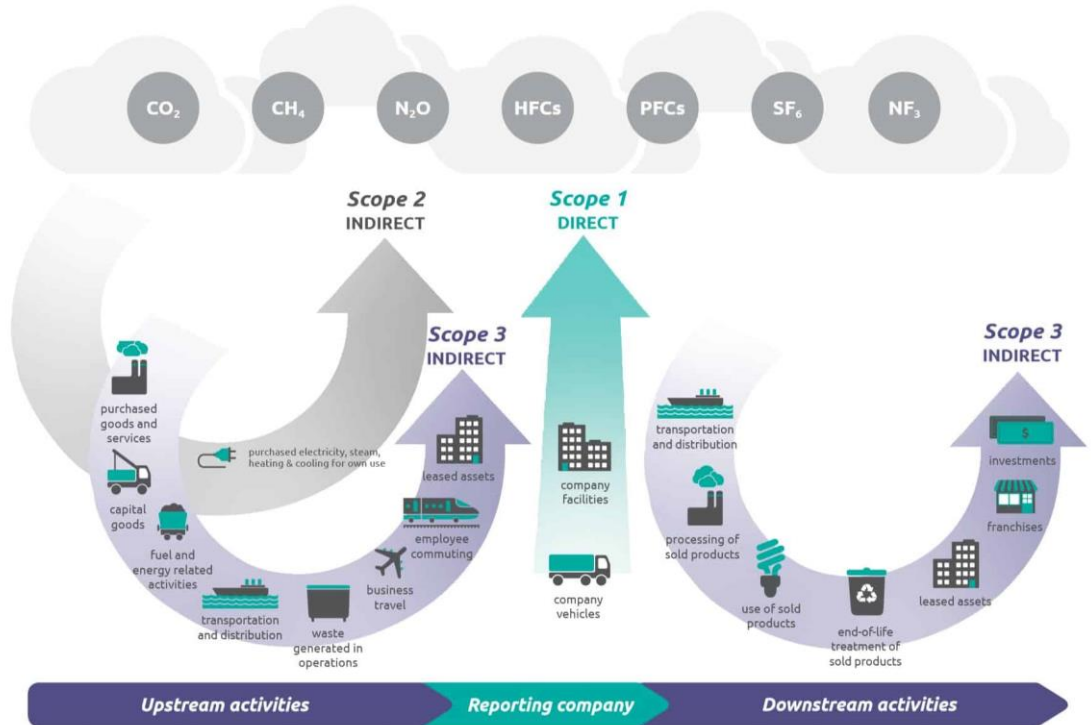 CO₂
CH₄
N₂O
HFCs
PFCs
SF₆
NF₃
Scope 2
INDIRECT
Scope 1
DIRECT
Scope 3
INDIRECT
Scope 3
INDIRECT
purchased
goods and
services
capital
goods
fuel and
energy related
activities
purchased electricity, steam,
heating & cooling for own use
transportation
and distribution
waste
generated in
operations
business
travel
employee
commuting
leased assets
company
facilities
company
vehicles
transportation
and distribution
processing of
sold products
use of sold
products
end-of-life
treatment of
sold products
leased assets
franchises
$
investments
Upstream activities
Reporting company
Downstream activities